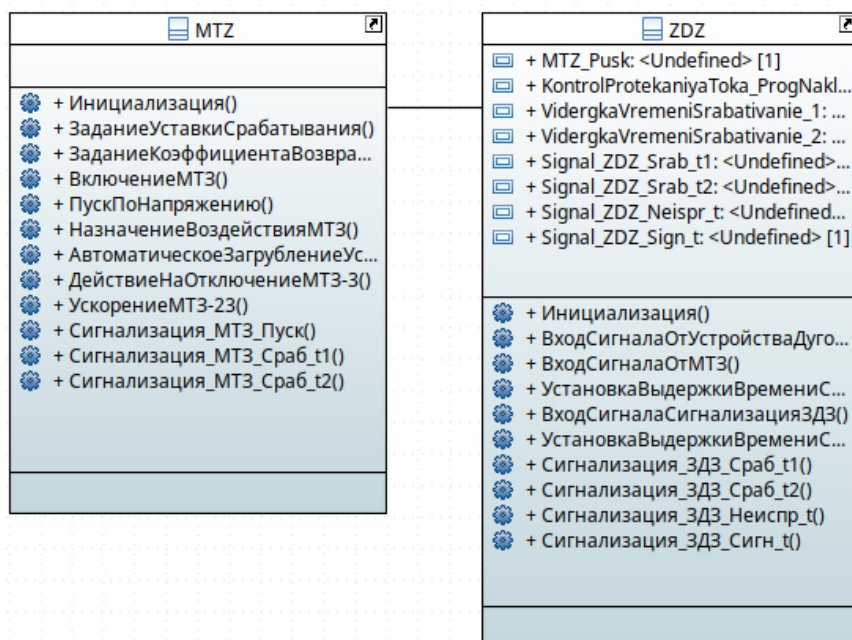 MTZ
+ Инициализация()
+ ЗаданиеУставкиСрабатывания()
+ ЗаданиеКоэффициентаВозвра...
+ ВключениеМТЗ()
+ ПускПоНапряжению()
+ НазначениеВоздействияМТЗ()
+ АвтоматическоеЗагрублениеУс...
+ ДействиеНаОтключениеМТЗ-3()
+ УскорениеМТЗ-23()
+ Сигнализация_МТЗ_Пуск()
+ Сигнализация_МТЗ_Сраб_t1()
+ Сигнализация_МТЗ_Сраб_t2()
ZDZ
+ MTZ_Pusk: <Undefined> [1]
+ KontrolProtekaniyaToka_ProgNakl...
+ VidergkaVremeniSrabativanie_1: ...
+ VidergkaVremeniSrabativanie_2: ...
+ Signal_ZDZ_Srab_t1: <Undefined>...
+ Signal_ZDZ_Srab_t2: <Undefined>...
+ Signal_ZDZ_Neispr_t: <Undefined...
+ Signal_ZDZ_Sign_t: <Undefined> [1]
+ Инициализация()
+ ВходСигналаОтУстройстваДуго...
+ ВходСигналаОтМТЗ()
+ УстановкаВыдержкиВремениС...
+ ВходСигналаСигнализацияЗДЗ()
+ УстановкаВыдержкиВремениС...
+ Сигнализация_ЗДЗ_Сраб_t1()
+ Сигнализация_ЗДЗ_Сраб_t2()
+ Сигнализация_ЗДЗ_Неиспр_t()
+ Сигнализация_ЗДЗ_Сигн_t()